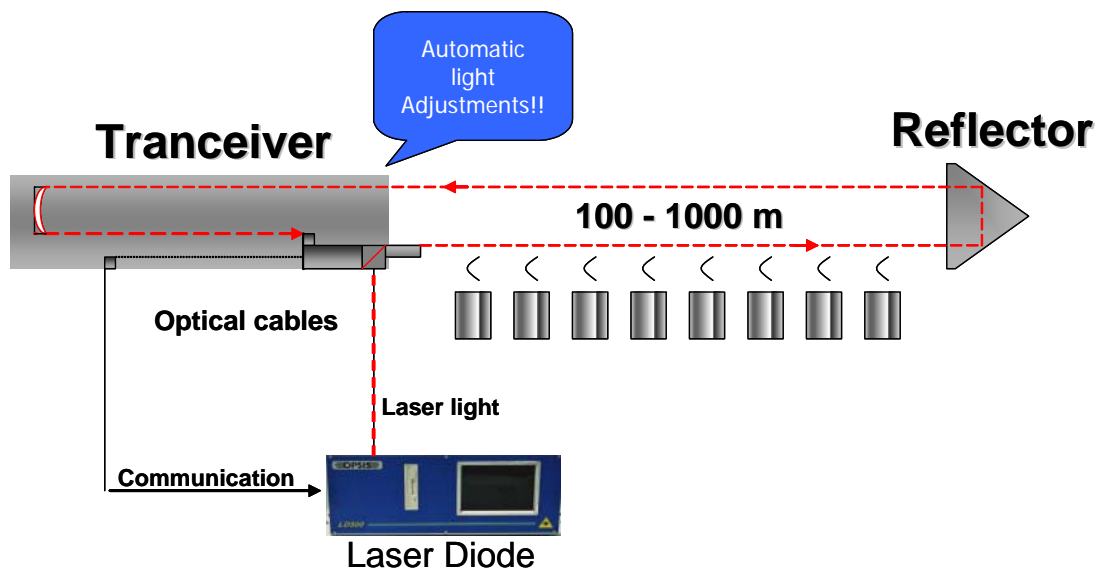 Automatic
light
Adjustments!!
Tranceiver
Reflector
100 - 1000 m
Optical cables
Laser light
Communication
OPSIS
LD500
Laser Diode